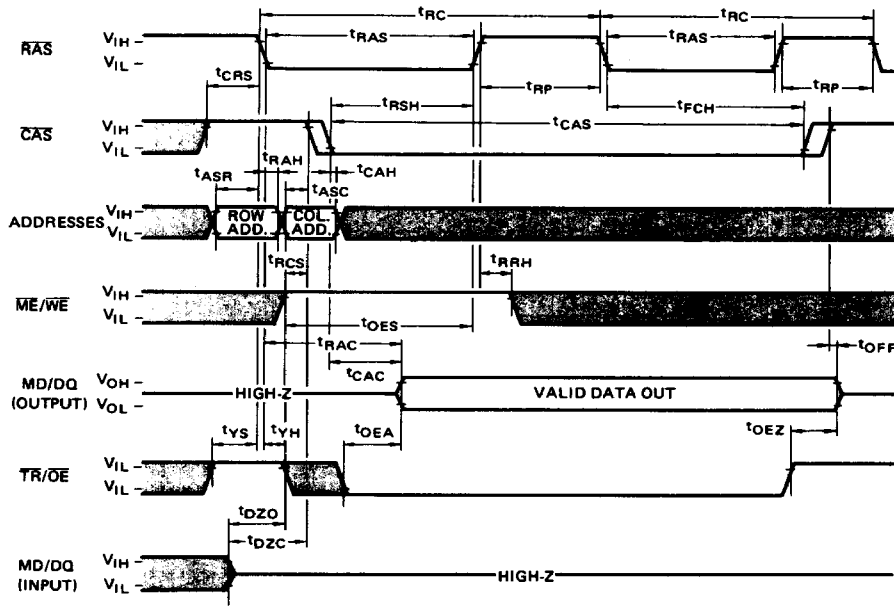 tRC tRC
RAS VIH VIL tRAS tRAS
tCRS tRP tRP
tRSH tFCH
CAS VIH VIL tCAS
tRAH tCAH
tASR tASC
ADDRESSES VIH VIL ROW ADD. COL. ADD.
tRCS tRRH
ME/WE VIH VIL
tOES
tRAC tOFF
tCAC
MD/DQ (OUTPUT) VOH VOL HIGH-Z VALID DATA OUT
tYS tYH tOEA tOEZ
TR/OE VIL VIL
tDZO
tDZC
MD/DQ (INPUT) VIH VIL HIGH-Z